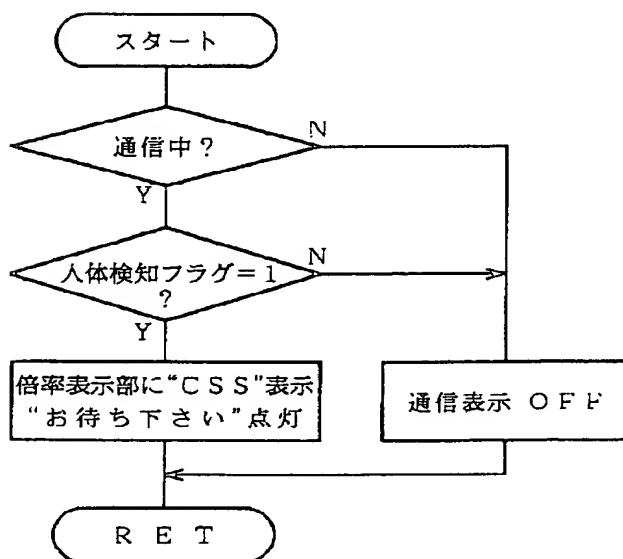 スタート
通信中？
N
Y
人体検知フラグ＝1
？
N
Y
倍率表示部に“CSS”表示
“お待ち下さい”点灯
通信表示 OFF
RET